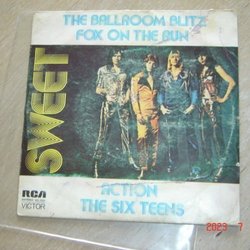 THE BALLROOM BLITZ
FOX ON THE RUN
SWEET
ACTION
THE SIX TEENS
RCA
VICTOR
2023 7